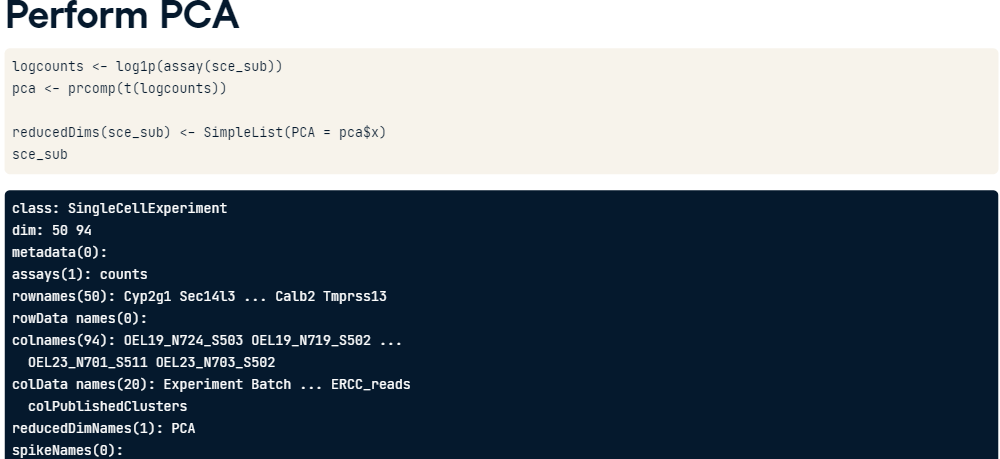 Perform PCA
logcounts <- log1p(assay(sce_sub))
pca <- prcomp(t(logcounts))
reducedDims(sce_sub) <- SimpleList(PCA = pca$x)
sce_sub
class: SingleCellExperiment
dim: 50 94
metadata(0):
assays(1): counts
rownames(50): Cyp2g1 Sec14l3 ... Calb2 Tmprss13
rowData names(0):
colnames(94): OEL19_N724_S503 OEL19_N719_S502 ...
  OEL23_N701_S511 OEL23_N703_S502
colData names(20): Experiment Batch ... ERCC_reads
  colPublishedClusters
reducedDimNames(1): PCA
spikeNames(0):